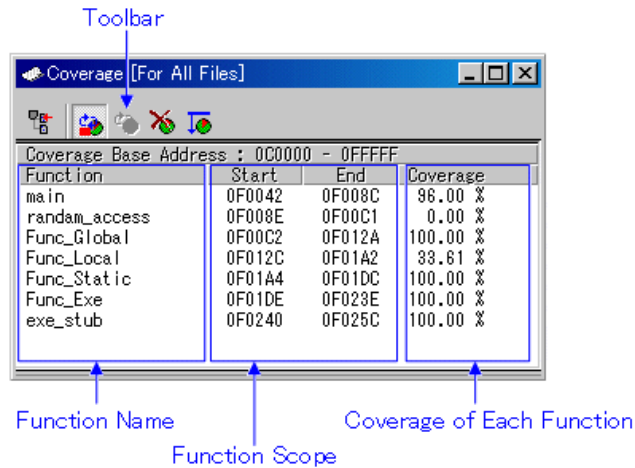 Toolbar
Coverage [For All Files]
Coverage Base Address : 0C0000 - 0FFFFF
Function Start End Coverage
main 0F0042 0F008C 96.00 %
randam_access 0F008E 0F00C1 0.00 %
Func_Global 0F00C2 0F012A 100.00 %
Func_Local 0F012C 0F01A2 33.61 %
Func_Static 0F01A4 0F01DC 100.00 %
Func_Exe 0F01DE 0F023E 100.00 %
exe_stub 0F0240 0F025C 100.00 %
Function Name Coverage of Each Function
Function Scope